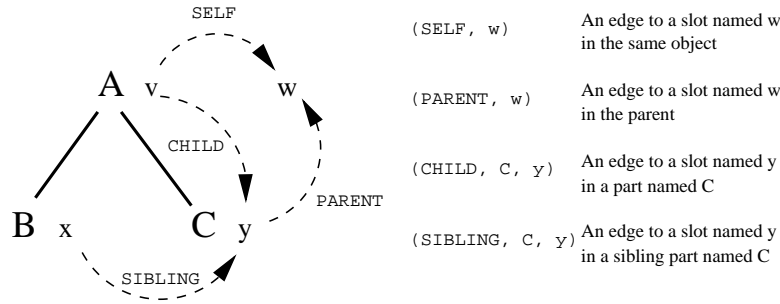 SELF
A v w
CHILD
PARENT
B x C y
SIBLING
(SELF, w) An edge to a slot named w
in the same object
(PARENT, w) An edge to a slot named w
in the parent
(CHILD, C, y) An edge to a slot named y
in a part named C
(SIBLING, C, y) An edge to a slot named y
in a sibling part named C